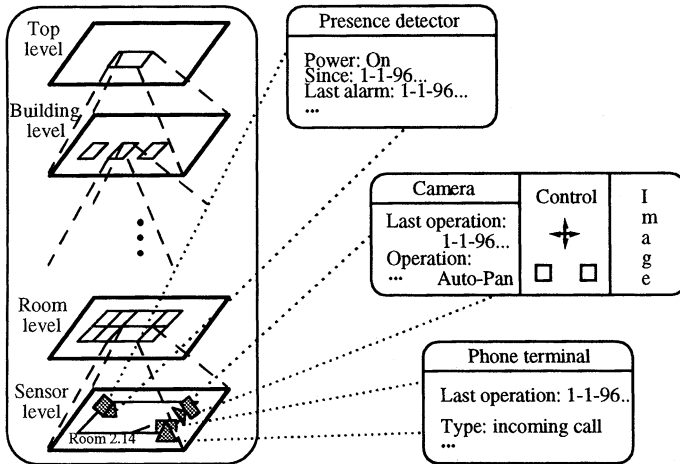 Top
level
Building
level
Room
level
Sensor
level
Room 2.14
Presence detector
Power: On
Since: 1-1-96...
Last alarm: 1-1-96...
...
Camera
Last operation:
1-1-96...
Operation:
... Auto-Pan
Control
I
m
a
g
e
Phone terminal
Last operation: 1-1-96..
Type: incoming call
...